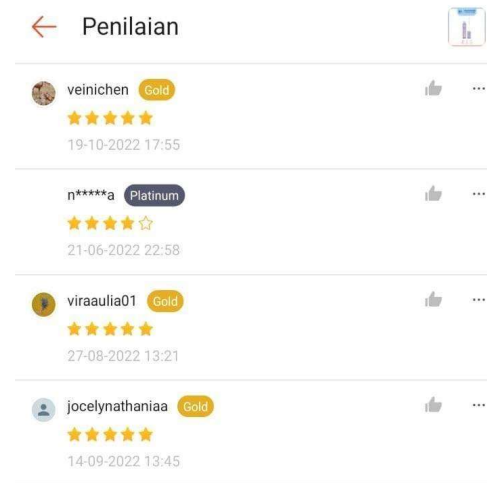 Penilaian
veinichen Gold
19-10-2022 17:55
n*****a Platinum
21-06-2022 22:58
viraaulia01 Gold
27-08-2022 13:21
jocelynathaniaa Gold
14-09-2022 13:45